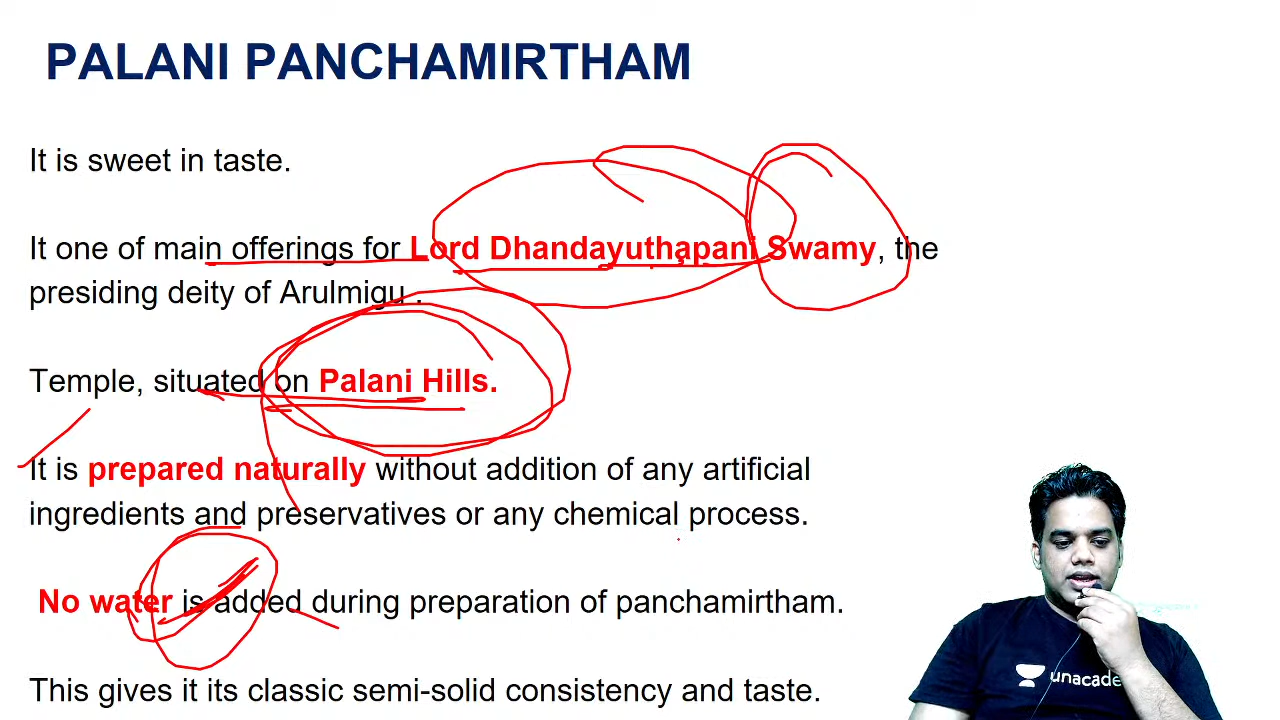 PALANI PANCHAMIRTHAM
It is sweet in taste.
It one of main offerings for Lord Dhandayuthapani Swamy, the
presiding deity of Arulmigu .
Temple, situated on Palani Hills.
It is prepared naturally without addition of any artificial
ingredients and preservatives or any chemical process.
No water is added during preparation of panchamirtham.
This gives it its classic semi-solid consistency and taste.
unacade